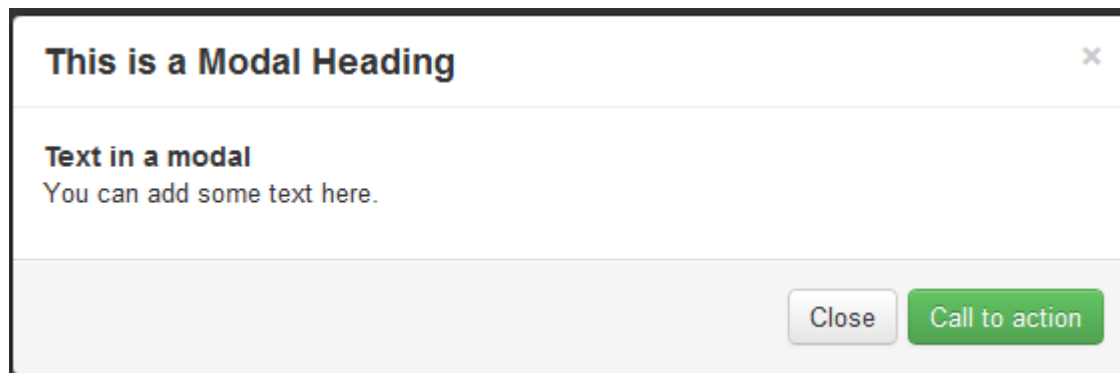 This is a Modal Heading ×
Text in a modal
You can add some text here.
Close Call to action